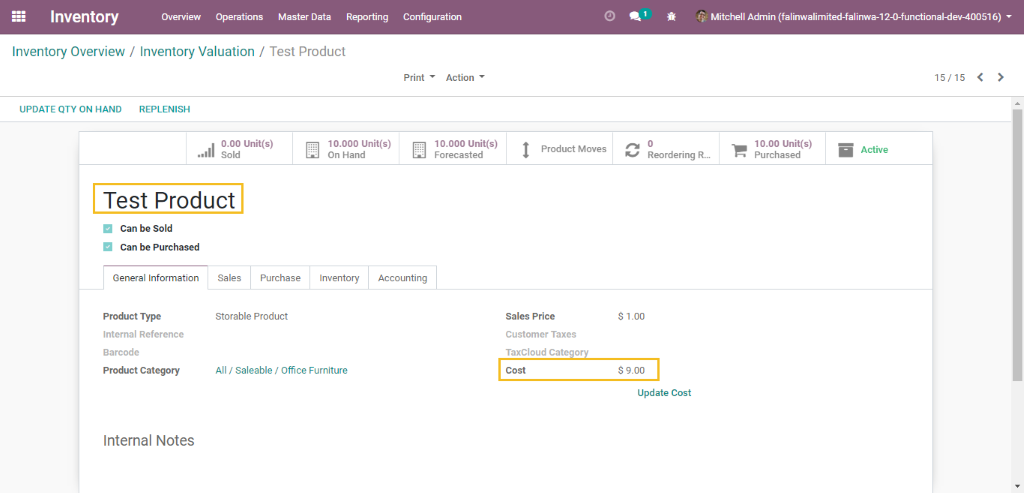 Inventory Overview Operations Master Data Reporting Configuration 1 Mitchell Admin (falinwalimited-falinwa-12-0-functional-dev-400516)
Inventory Overview / Inventory Valuation / Test Product
Print Action 15 / 15
UPDATE QTY ON HAND REPLENISH
0.00 Unit(s)
Sold
10.000 Unit(s)
On Hand
10.000 Unit(s)
Forecasted
Product Moves
0
Reordering R...
10.00 Unit(s)
Purchased
Active
Test Product
Can be Sold
Can be Purchased
General Information Sales Purchase Inventory Accounting
Product Type Storable Product
Internal Reference
Barcode
Product Category All / Saleable / Office Furniture
Sales Price $ 1.00
Customer Taxes
TaxCloud Category
Cost $ 9.00
Update Cost
Internal Notes